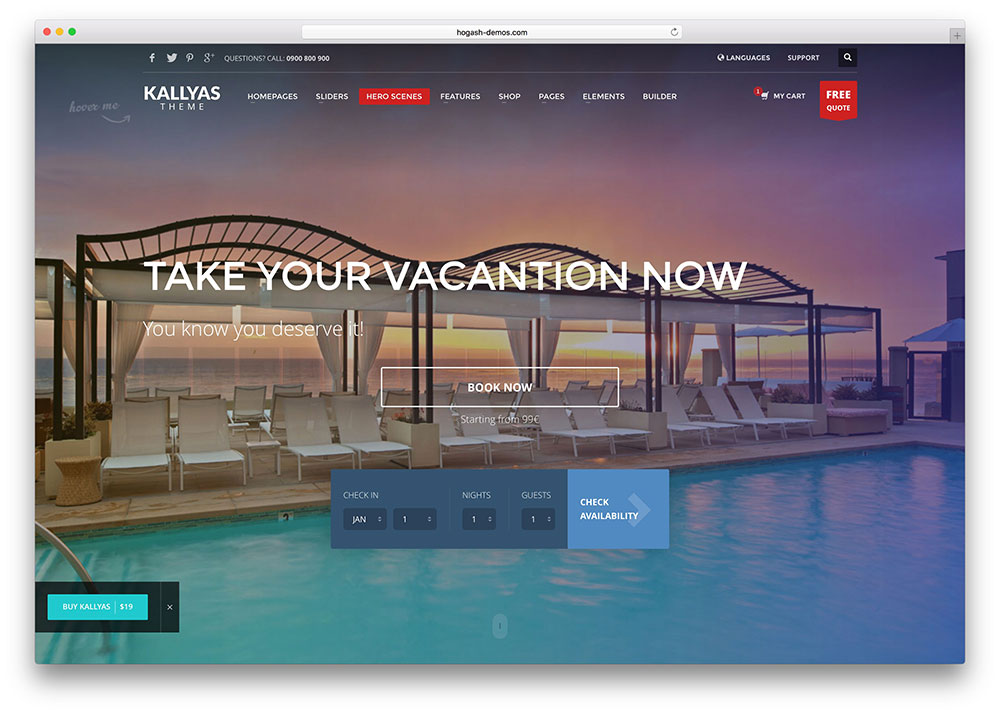 hogash-demos.com
QUESTIONS? CALL: 0900 800 900
LANGUAGES SUPPORT
hover me
KALLYAS
THEME
HOMEPAGES SLIDERS HERO SCENES FEATURES SHOP PAGES ELEMENTS BUILDER
1 MY CART
FREE
QUOTE
TAKE YOUR VACANTION NOW
You know you deserve it!
BOOK NOW
Starting from 99€
CHECK IN NIGHTS GUESTS
JAN 1 1 1
CHECK
AVAILABILITY
BUY KALLYAS $19 ×